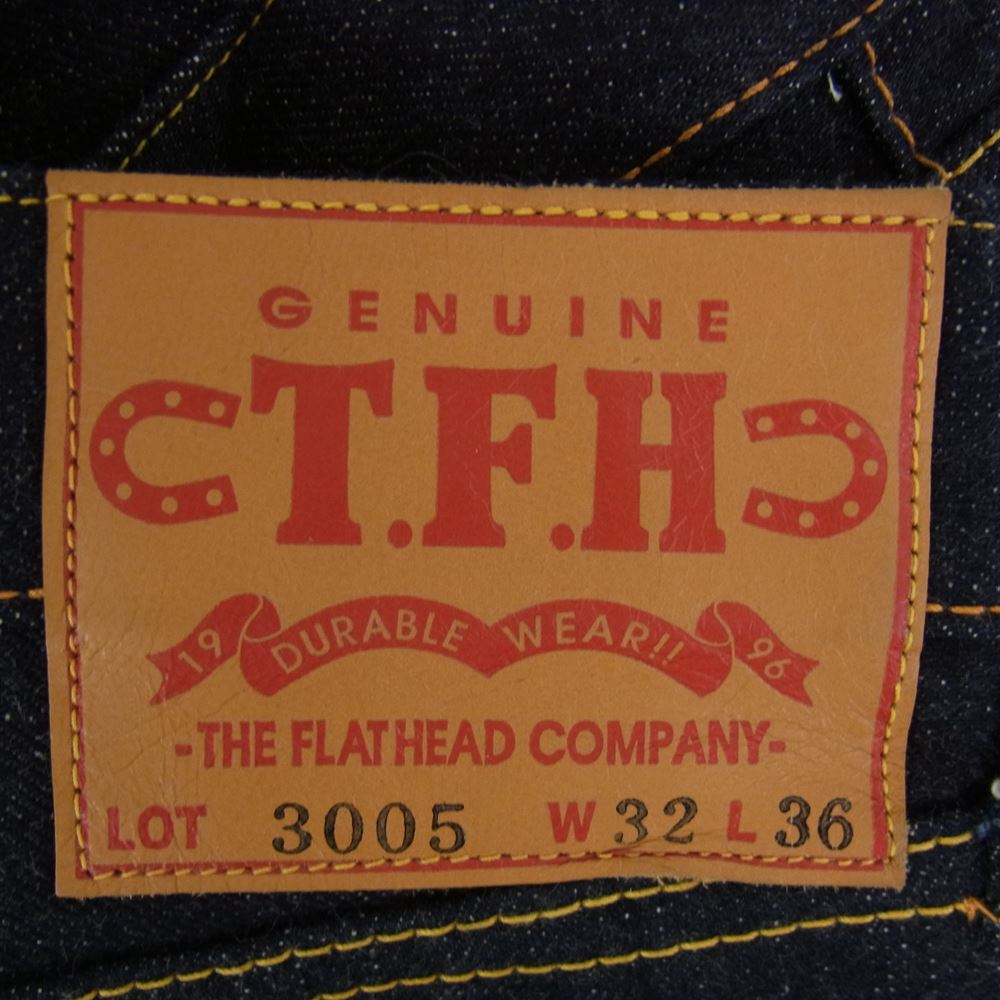 GENUINE
T.F.H
19 DURABLE WEAR!! 96
-THE FLATHEAD COMPANY-
LOT 3005 W 32 L 36